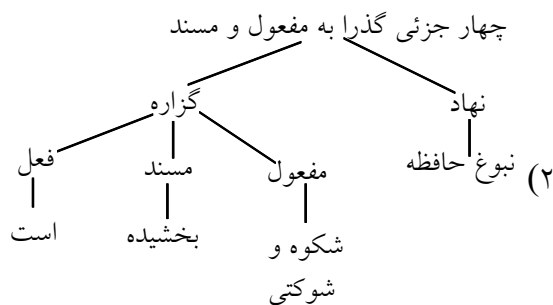 چهار جزئی گذرا به مفعول و مسند
نهاد
گزاره
نبوغ حافظه
(۲
مفعول
مسند
فعل
شکوه و
شوکتی
بخشیده
است